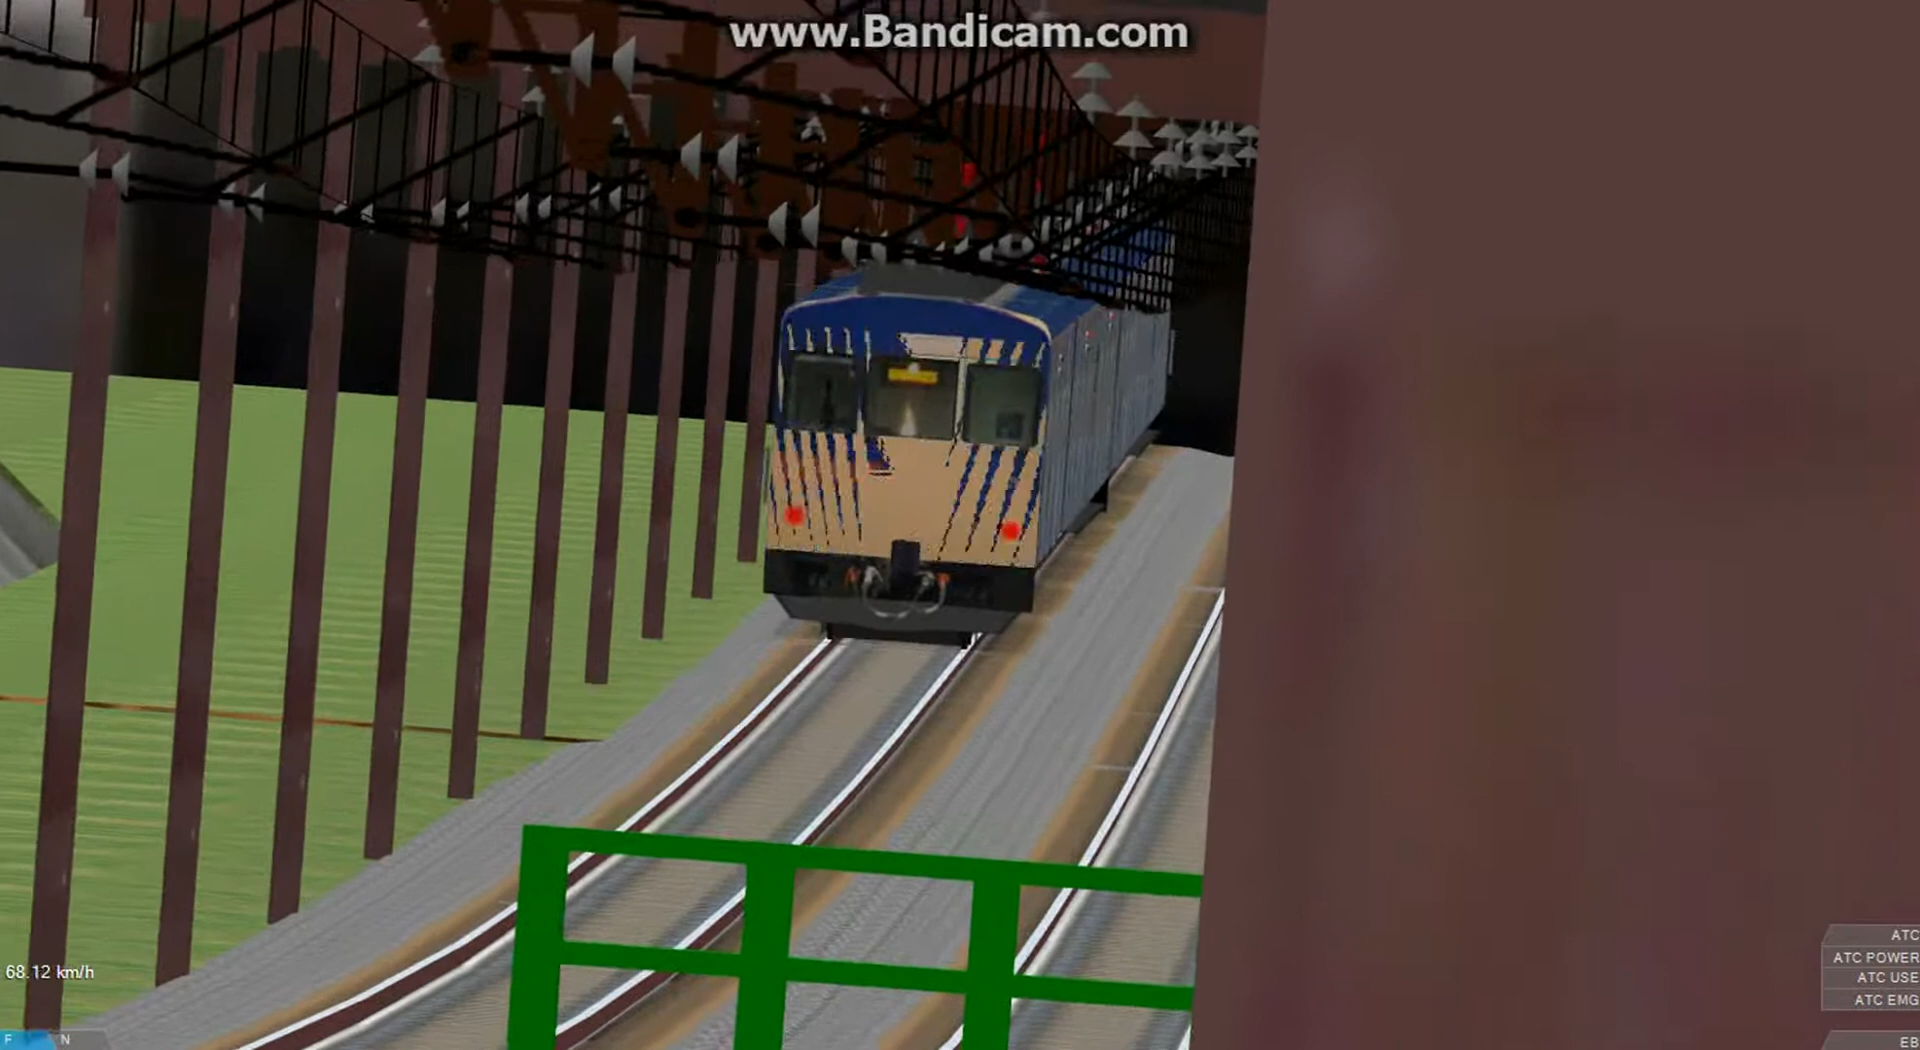 www.Bandicam.com
68.12 km/h
F N
ATC
ATC POWER
ATC USE
ATC EMG
EB